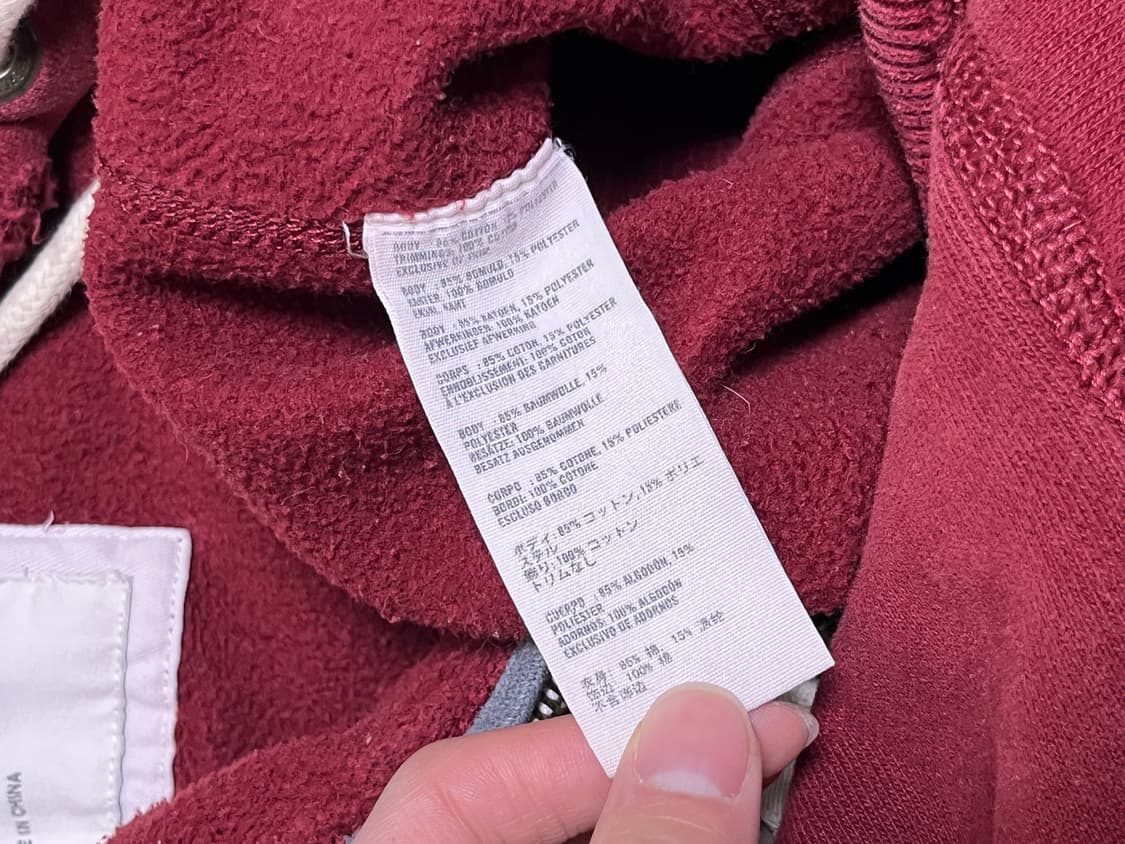 BODY : 85% COTTON, 15% POLYESTER
TRIMMINGS: 100% COTTON
EXCLUSIVE OF TRIM
BODY : 85% BOMULD, 15% POLYESTER
100% BOMULD
EKSKL. KANT
BODY : 85% KATOEN, 15% POLYESTER
AFWERKINGEN: 100% KATOEN
EXCLUSIEF AFWERKING
CORPS : 85% COTON, 15% POLYESTER
ENNOBLISSEMENT: 100% COTON
À L'EXCLUSION DES GARNITURES
BODY : 85% BAUMWOLLE, 15%
POLYESTER
BESÄTZE: 100% BAUMWOLLE
BESATZ AUSGENOMMEN
CORPO : 85% COTONE, 15% POLIESTERE
BORDI: 100% COTONE
ESCLUSO BORDO
ボディ: 85% コットン, 15% ポリエ
ステル
飾り: 100% コットン
トリムなし
CUERPO : 85% ALGODÓN, 15%
POLIÉSTER
ADORNOS: 100% ALGODÓN
EXCLUSIVO DE ADORNOS
衣身: 85% 棉, 15% 涤纶
饰边: 100% 棉
不含饰边
IN CHINA